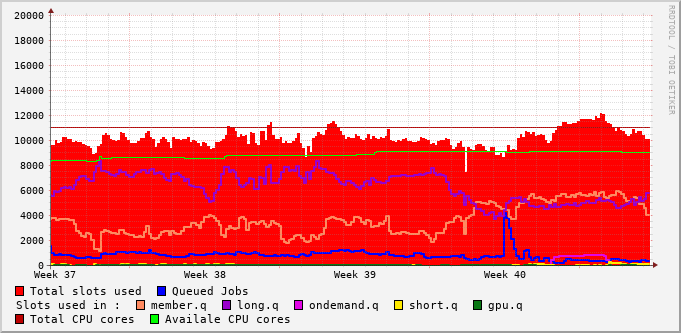 20000
18000
16000
14000
12000
10000
8000
6000
4000
2000
0
Week 37 Week 38 Week 39 Week 40
RRDTOOL / TOBI OETIKER
Total slots used Queued Jobs
Slots used in : member.q long.q ondemand.q short.q gpu.q
Total CPU cores Availale CPU cores